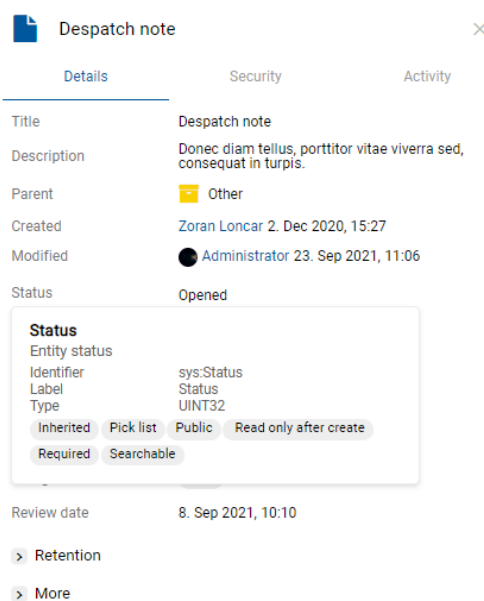 Despatch note
Details Security Activity
Title Despatch note
Description Donec diam tellus, porttitor vitae viverra sed,
consequat in turpis.
Parent Other
Created Zoran Loncar 2. Dec 2020, 15:27
Modified Administrator 23. Sep 2021, 11:06
Status Opened
Status
Entity status
Identifier sys:Status
Label Status
Type UINT32
Inherited Pick list Public Read only after create
Required Searchable
Review date 8. Sep 2021, 10:10
Retention
More